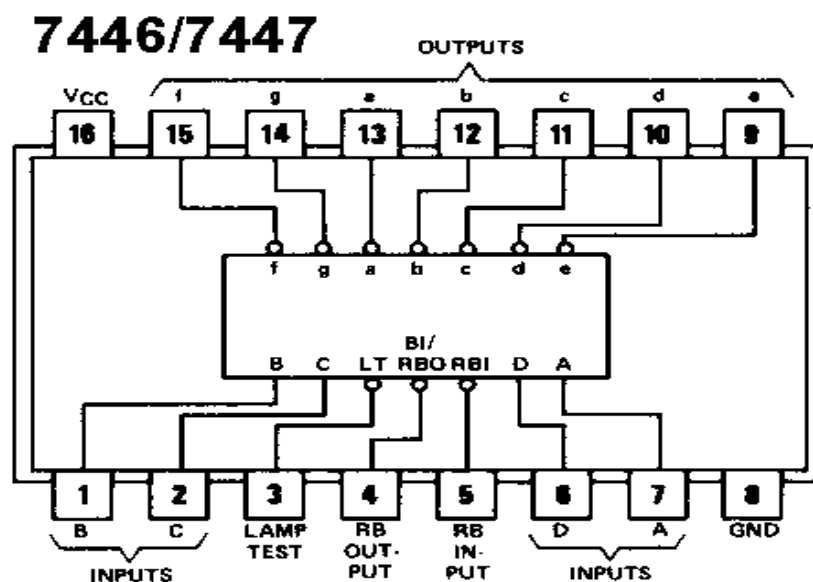 7446/7447
OUTPUTS
VCC f g a b c d e
16 15 14 13 12 11 10 9
f g a b c d e
BI/
B C LT RBO RBI D A
1 2 3 4 5 6 7 8
B C LAMP RB RB D A GND
TEST OUT- IN-
INPUTS PUT PUT INPUTS